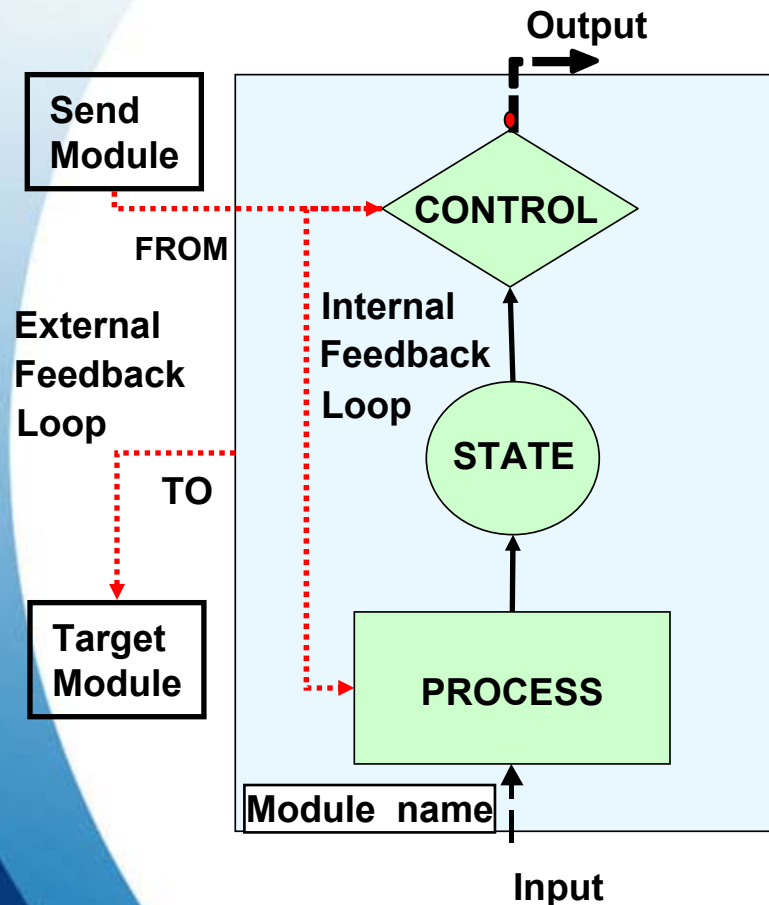 Output
Send
Module
CONTROL
FROM
External
Feedback
Loop
Internal
Feedback
Loop
STATE
TO
Target
Module
PROCESS
Module name
Input